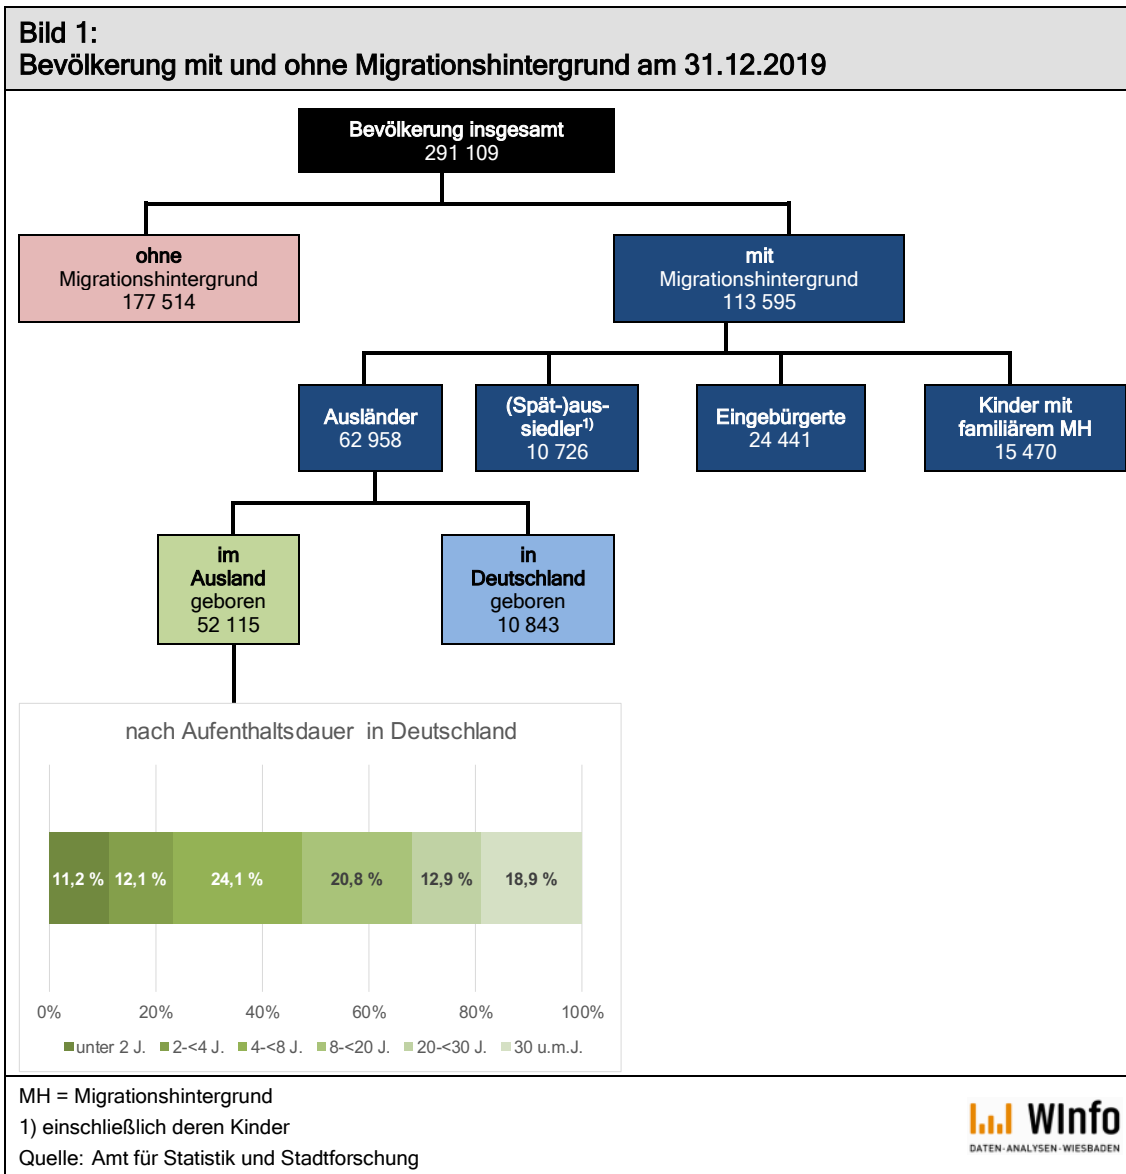 Bild 1:
Bevölkerung mit und ohne Migrationshintergrund am 31.12.2019
Bevölkerung insgesamt
291 109
ohne
Migrationshintergrund
177 514
mit
Migrationshintergrund
113 595
Ausländer
62 958
(Spät-)aus-
siedler1)
10 726
Eingebürgerte
24 441
Kinder mit
familiärem MH
15 470
im
Ausland
geboren
52 115
in
Deutschland
geboren
10 843
nach Aufenthaltsdauer in Deutschland
11,2 % 12,1 % 24,1 % 20,8 % 12,9 % 18,9 %
0% 20% 40% 60% 80% 100%
unter 2 J. 2-<4 J. 4-<8 J. 8-<20 J. 20-<30 J. 30 u.m.J.
MH = Migrationshintergrund
1) einschließlich deren Kinder
Quelle: Amt für Statistik und Stadtforschung
WInfo
DATEN-ANALYSEN-WIESBADEN